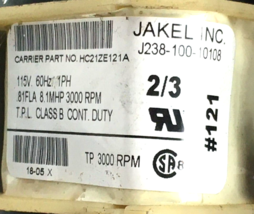 JAKEL INC.
J238-100-10108
CARRIER PART NO. HC21ZE121A
115V 60Hz 1PH
.81FLA 8.1MHP 3000 RPM
T.P.L. CLASS B CONT. DUTY
2/3
#121
TP 3000 RPM
18-05 X